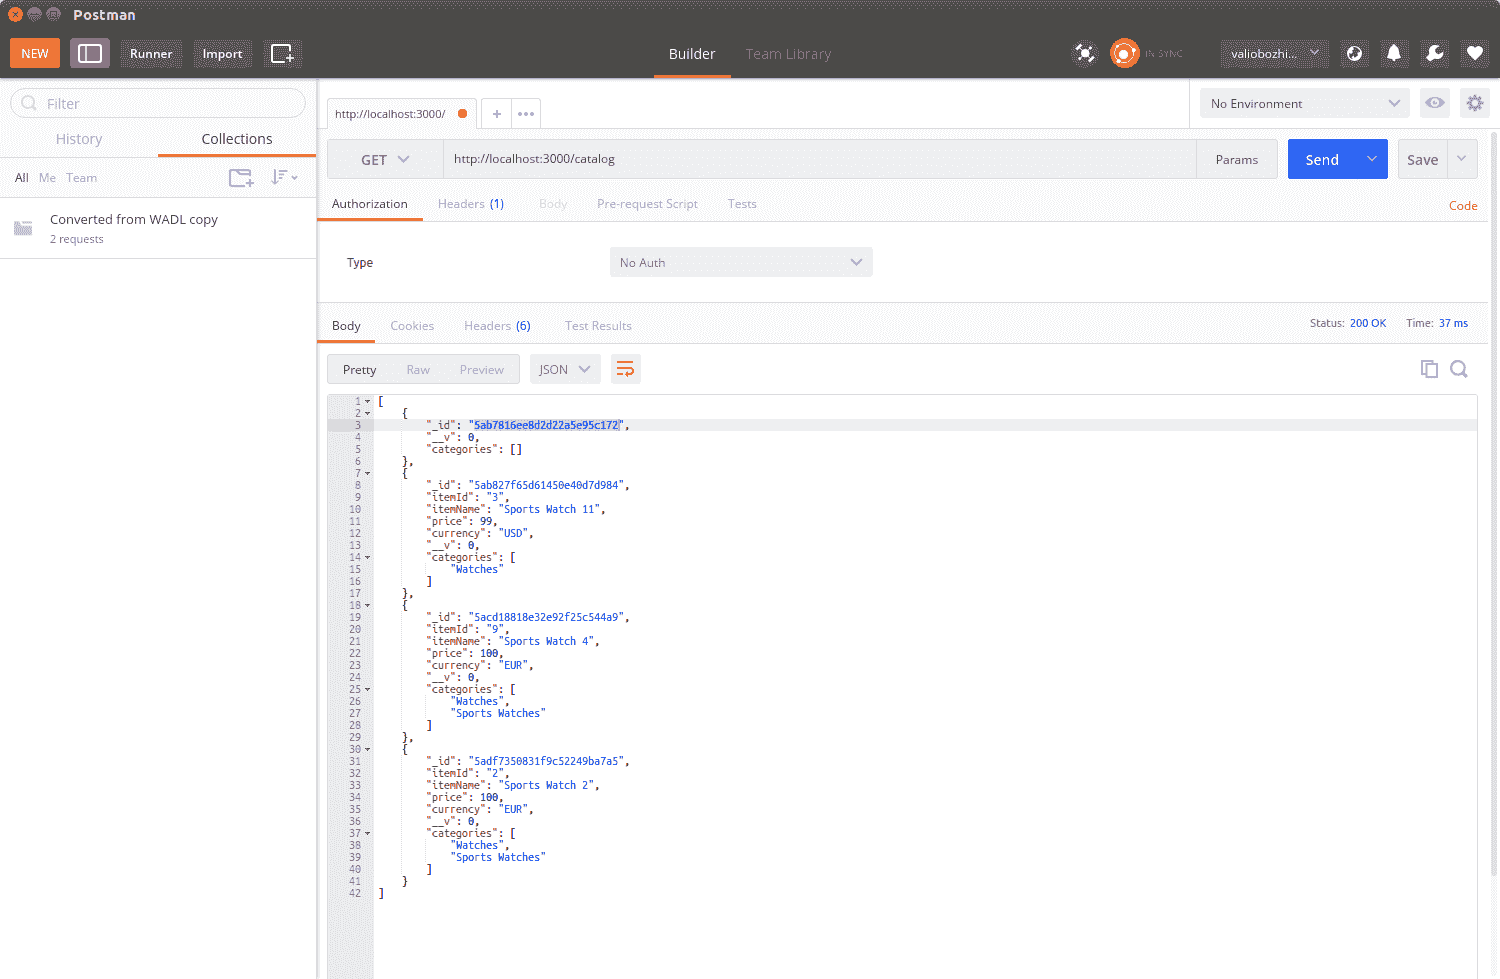 Postman
NEW
Runner
Import
Builder
Team Library
IN SYNC
valiobozhi...
Filter
History
Collections
All Me Team
Converted from WADL copy
2 requests
http://localhost:3000/
+
•••
No Environment
GET
http://localhost:3000/catalog
Params
Send
Save
Authorization
Headers (1)
Body
Pre-request Script
Tests
Code
Type
No Auth
Body
Cookies
Headers (6)
Test Results
Status: 200 OK
Time: 37 ms
Pretty
Raw
Preview
JSON
1 [
2 {
3 "_id": "5ab7816ee8d2d22a5e95c172",
4 "__v": 0,
5 "categories": []
6 },
7 {
8 "_id": "5ab827f65d61450e40d7d984",
9 "itemId": "3",
10 "itemName": "Sports Watch 11",
11 "price": 99,
12 "currency": "USD",
13 "__v": 0,
14 "categories": [
15 "Watches"
16 ]
17 },
18 {
19 "_id": "5acd18818e32e92f25c544a9",
20 "itemId": "9",
21 "itemName": "Sports Watch 4",
22 "price": 100,
23 "currency": "EUR",
24 "__v": 0,
25 "categories": [
26 "Watches",
27 "Sports Watches"
28 ]
29 },
30 {
31 "_id": "5adf7350831f9c52249ba7a5",
32 "itemId": "2",
33 "itemName": "Sports Watch 2",
34 "price": 100,
35 "currency": "EUR",
36 "__v": 0,
37 "categories": [
38 "Watches",
39 "Sports Watches"
40 ]
41 }
42 ]